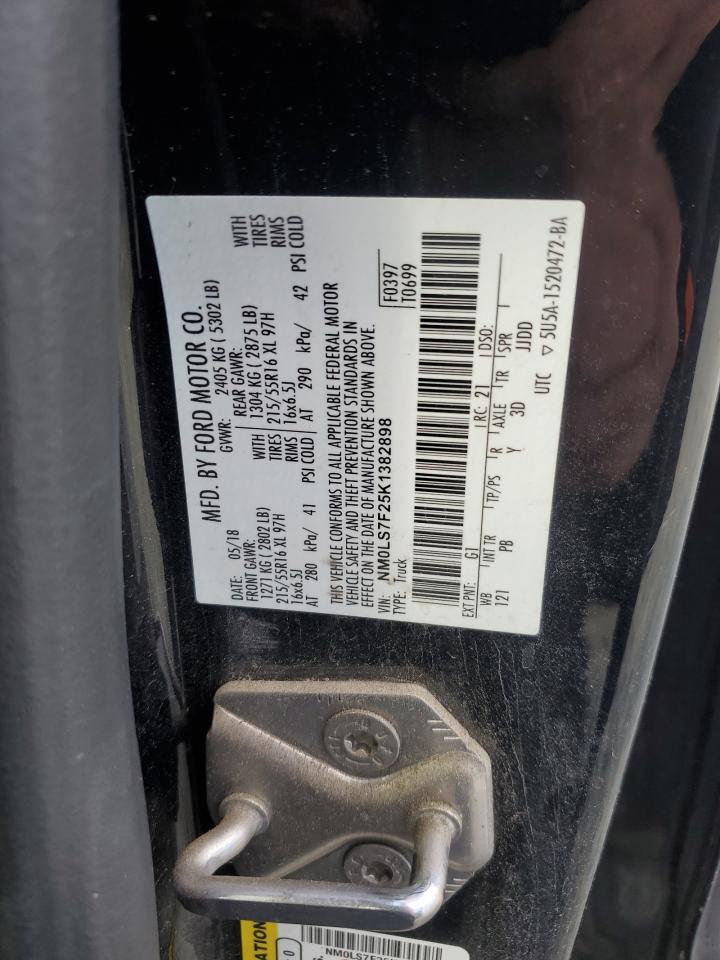 MFD. BY FORD MOTOR CO.
DATE: 05/18 GVWR: 2405 KG ( 5302 LB)
FRONT GAWR: REAR GAWR:
1271 KG ( 2802 LB) WITH 1304 KG ( 2875 LB) WITH
215/55R16 XL 97H TIRES 215/55R16 XL 97H TIRES
16x6.5J RIMS 16x6.5J RIMS
AT 280 kPa/ 41 PSI COLD AT 290 kPa/ 42 PSI COLD
THIS VEHICLE CONFORMS TO ALL APPLICABLE FEDERAL MOTOR
VEHICLE SAFETY AND THEFT PREVENTION STANDARDS IN
EFFECT ON THE DATE OF MANUFACTURE SHOWN ABOVE.
VIN: NM0LS7F25K1382898 F0397
TYPE: Truck T0699
EXT PNT: G1 RC: 21 DSO:
WB INT TR TP/PS R AXLE TR SPR
121 PB Y 3D JJDD
UTC ▽ 5U5A-1520472-BA
NM0LS7F25